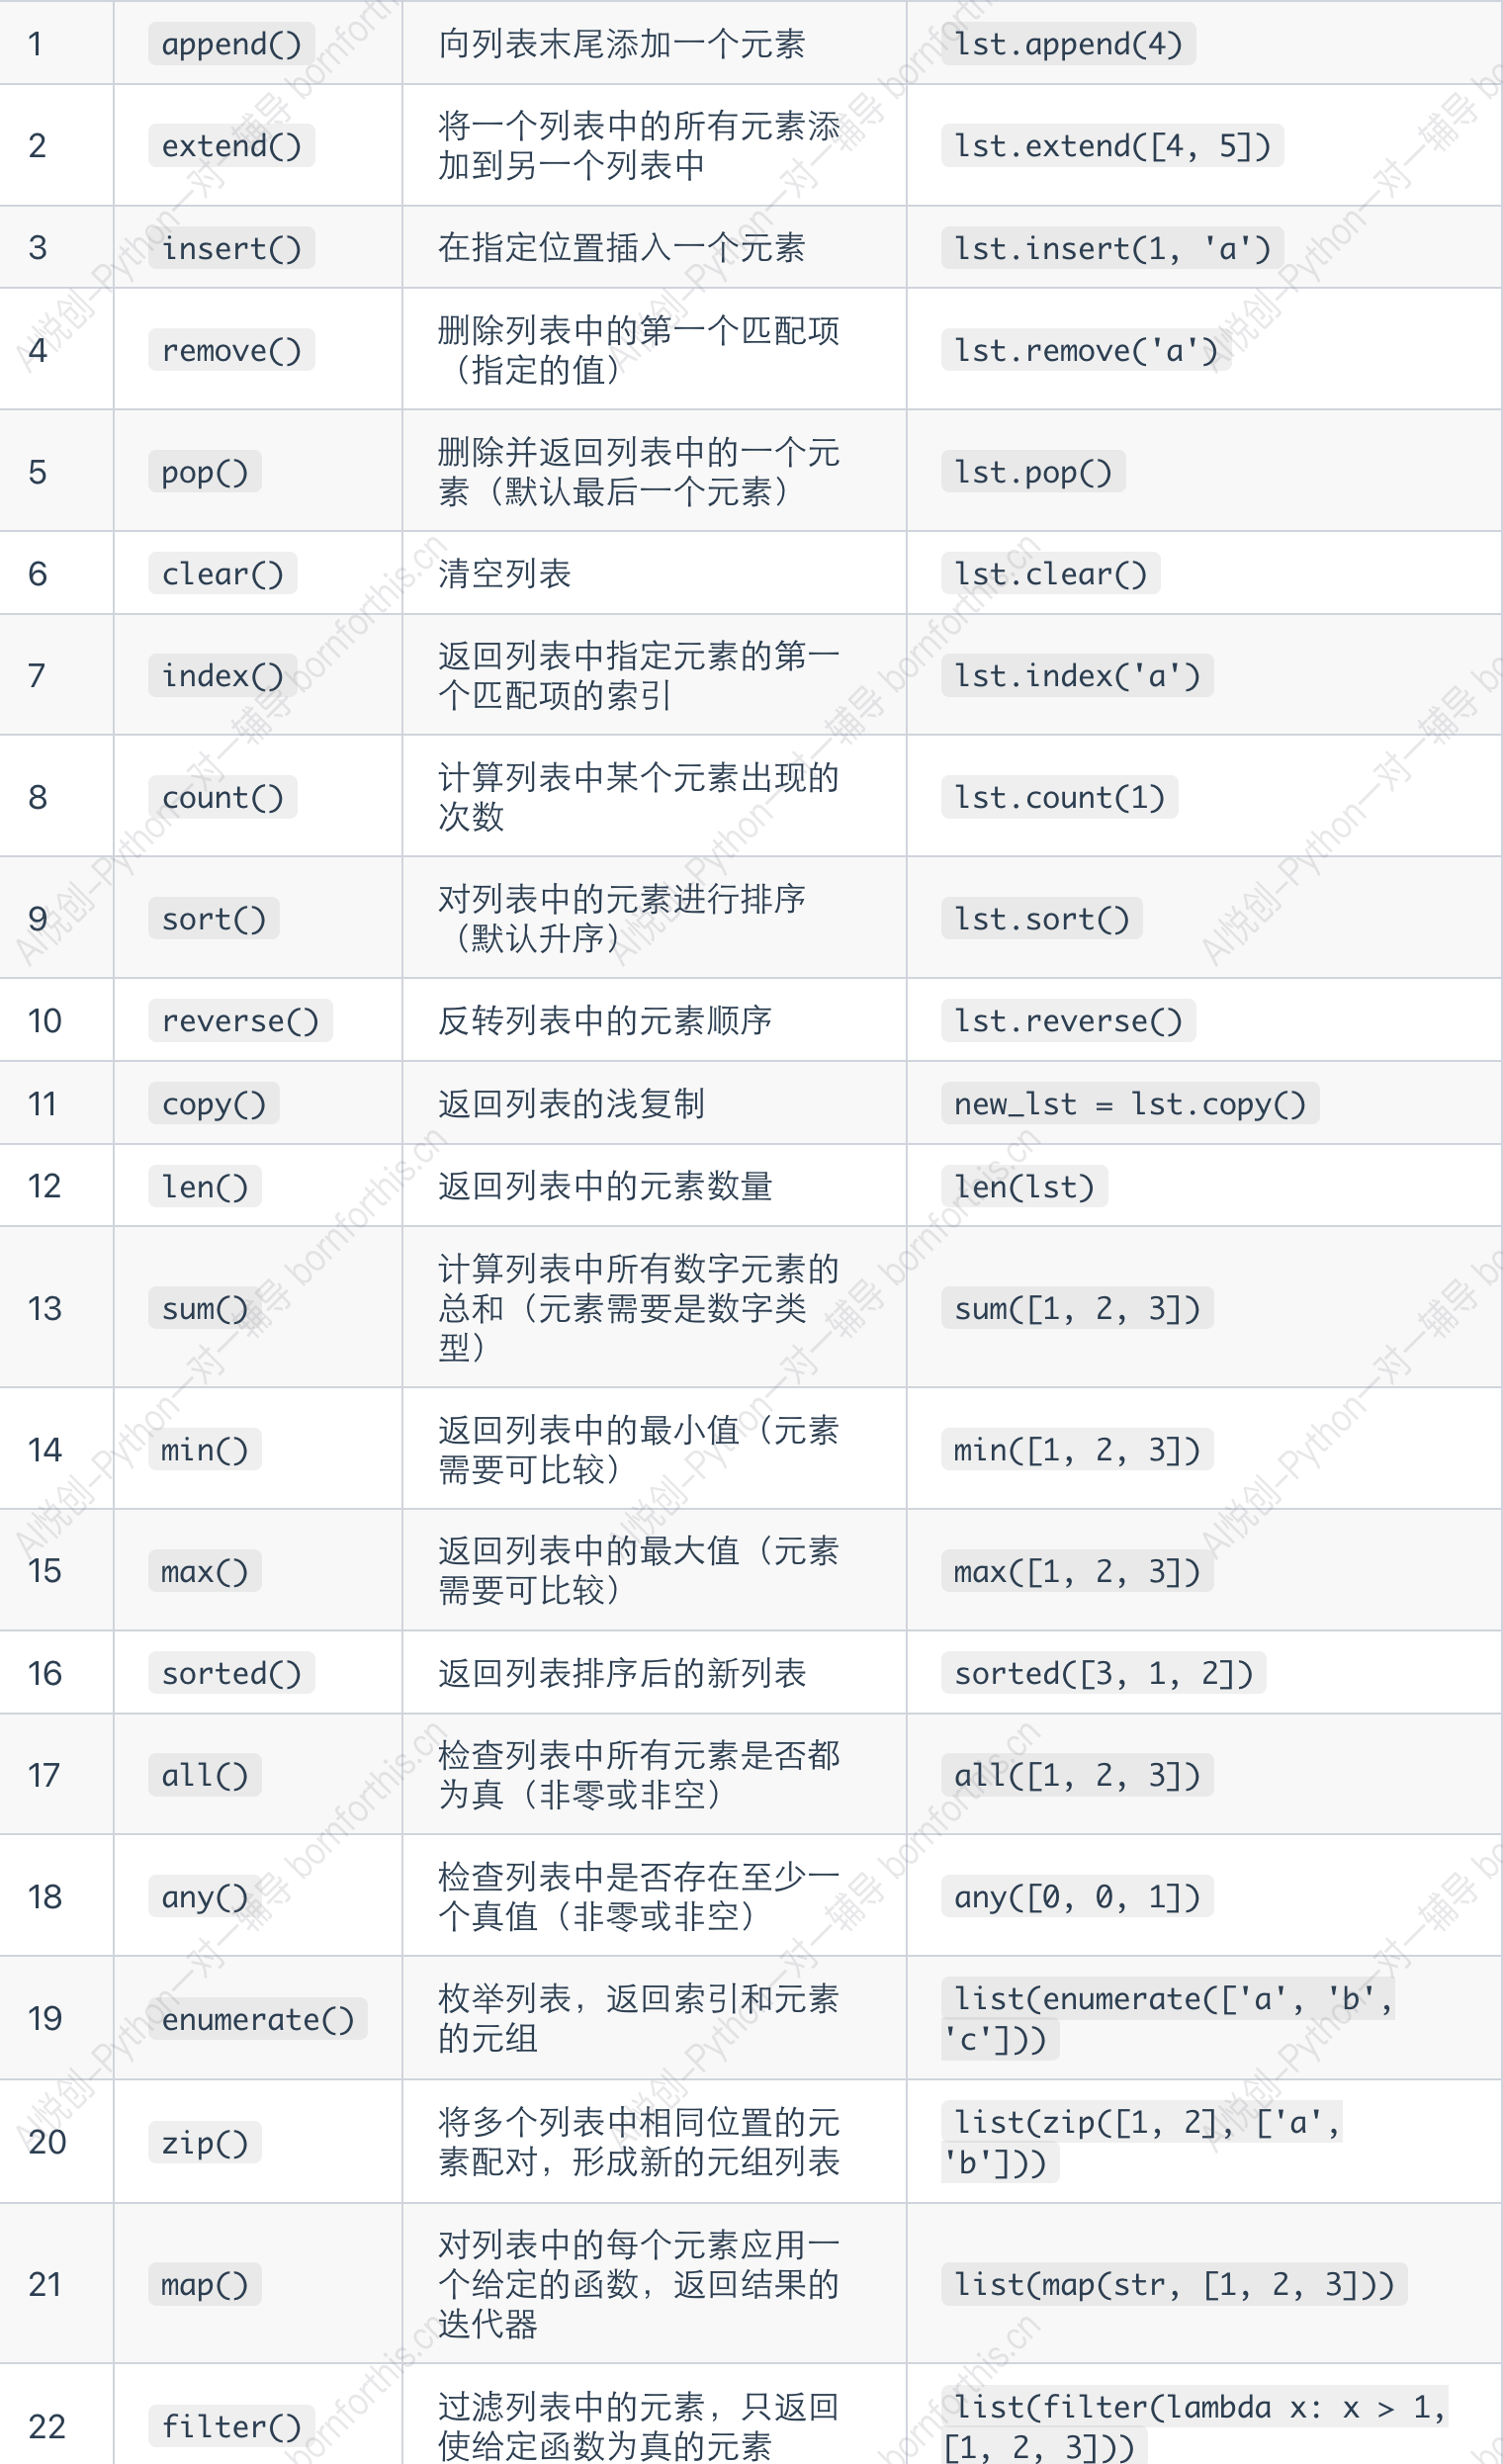 1 append() 向列表末尾添加一个元素 lst.append(4)
2 extend() 将一个列表中的所有元素添
加到另一个列表中 lst.extend([4, 5])
3 insert() 在指定位置插入一个元素 lst.insert(1, 'a')
4 remove() 删除列表中的第一个匹配项
（指定的值） lst.remove('a')
5 pop() 删除并返回列表中的一个元
素（默认最后一个元素） lst.pop()
6 clear() 清空列表 lst.clear()
7 index() 返回列表中指定元素的第一
个匹配项的索引 lst.index('a')
8 count() 计算列表中某个元素出现的
次数 lst.count(1)
9 sort() 对列表中的元素进行排序
（默认升序） lst.sort()
10 reverse() 反转列表中的元素顺序 lst.reverse()
11 copy() 返回列表的浅复制 new_lst = lst.copy()
12 len() 返回列表中的元素数量 len(lst)
13 sum() 计算列表中所有数字元素的
总和（元素需要是数字类
型） sum([1, 2, 3])
14 min() 返回列表中的最小值（元素
需要可比较） min([1, 2, 3])
15 max() 返回列表中的最大值（元素
需要可比较） max([1, 2, 3])
16 sorted() 返回列表排序后的新列表 sorted([3, 1, 2])
17 all() 检查列表中所有元素是否都
为真（非零或非空） all([1, 2, 3])
18 any() 检查列表中是否存在至少一
个真值（非零或非空） any([0, 0, 1])
19 enumerate() 枚举列表，返回索引和元素
的元组 list(enumerate(['a', 'b',
'c']))
20 zip() 将多个列表中相同位置的元
素配对，形成新的元组列表 list(zip([1, 2], ['a',
'b']))
21 map() 对列表中的每个元素应用一
个给定的函数，返回结果的
迭代器 list(map(str, [1, 2, 3]))
22 filter() 过滤列表中的元素，只返回
使给定函数为真的元素 list(filter(lambda x: x > 1,
[1, 2, 3]))
AI悦创-Python一对一辅导 bornforthis.cn